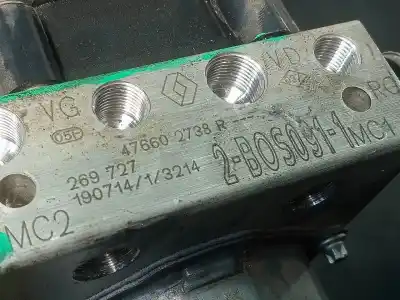 VG
VD
RG
47660 2738 R
269 727
190714/1/3214
2-BOS091-1
MC1
MC2